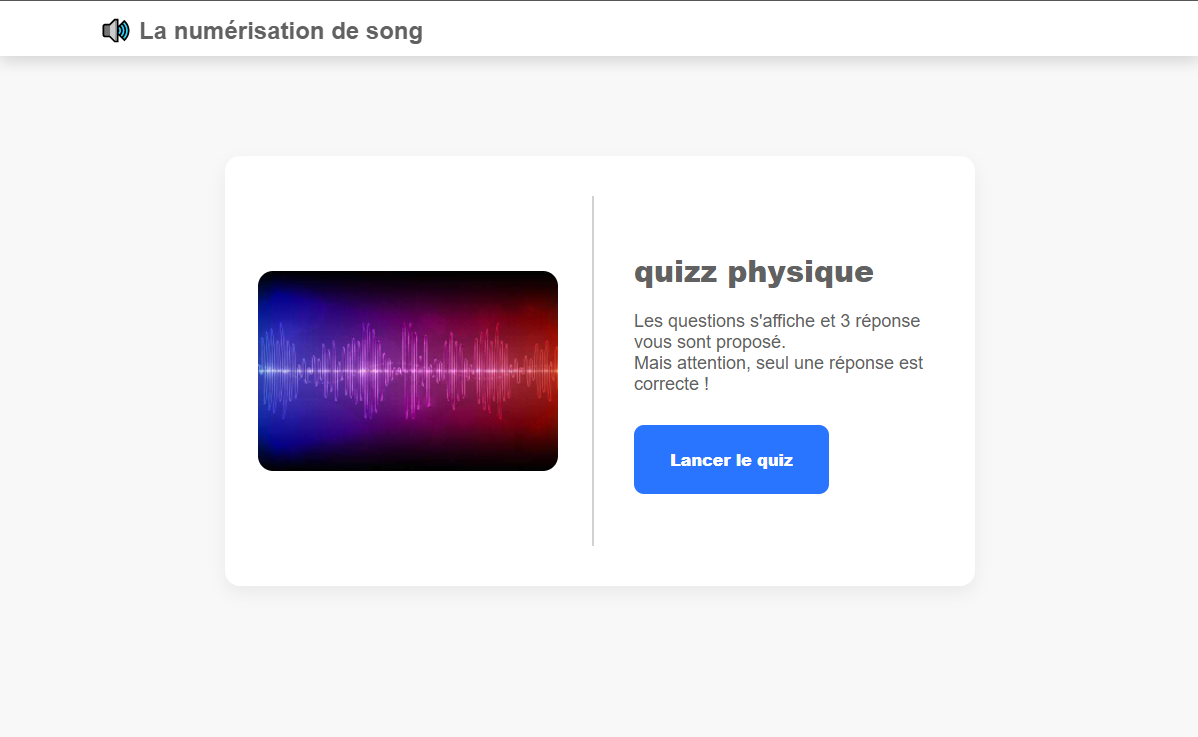 La numérisation de song
quizz physique
Les questions s'affiche et 3 réponse
vous sont proposé.
Mais attention, seul une réponse est
correcte !
Lancer le quiz